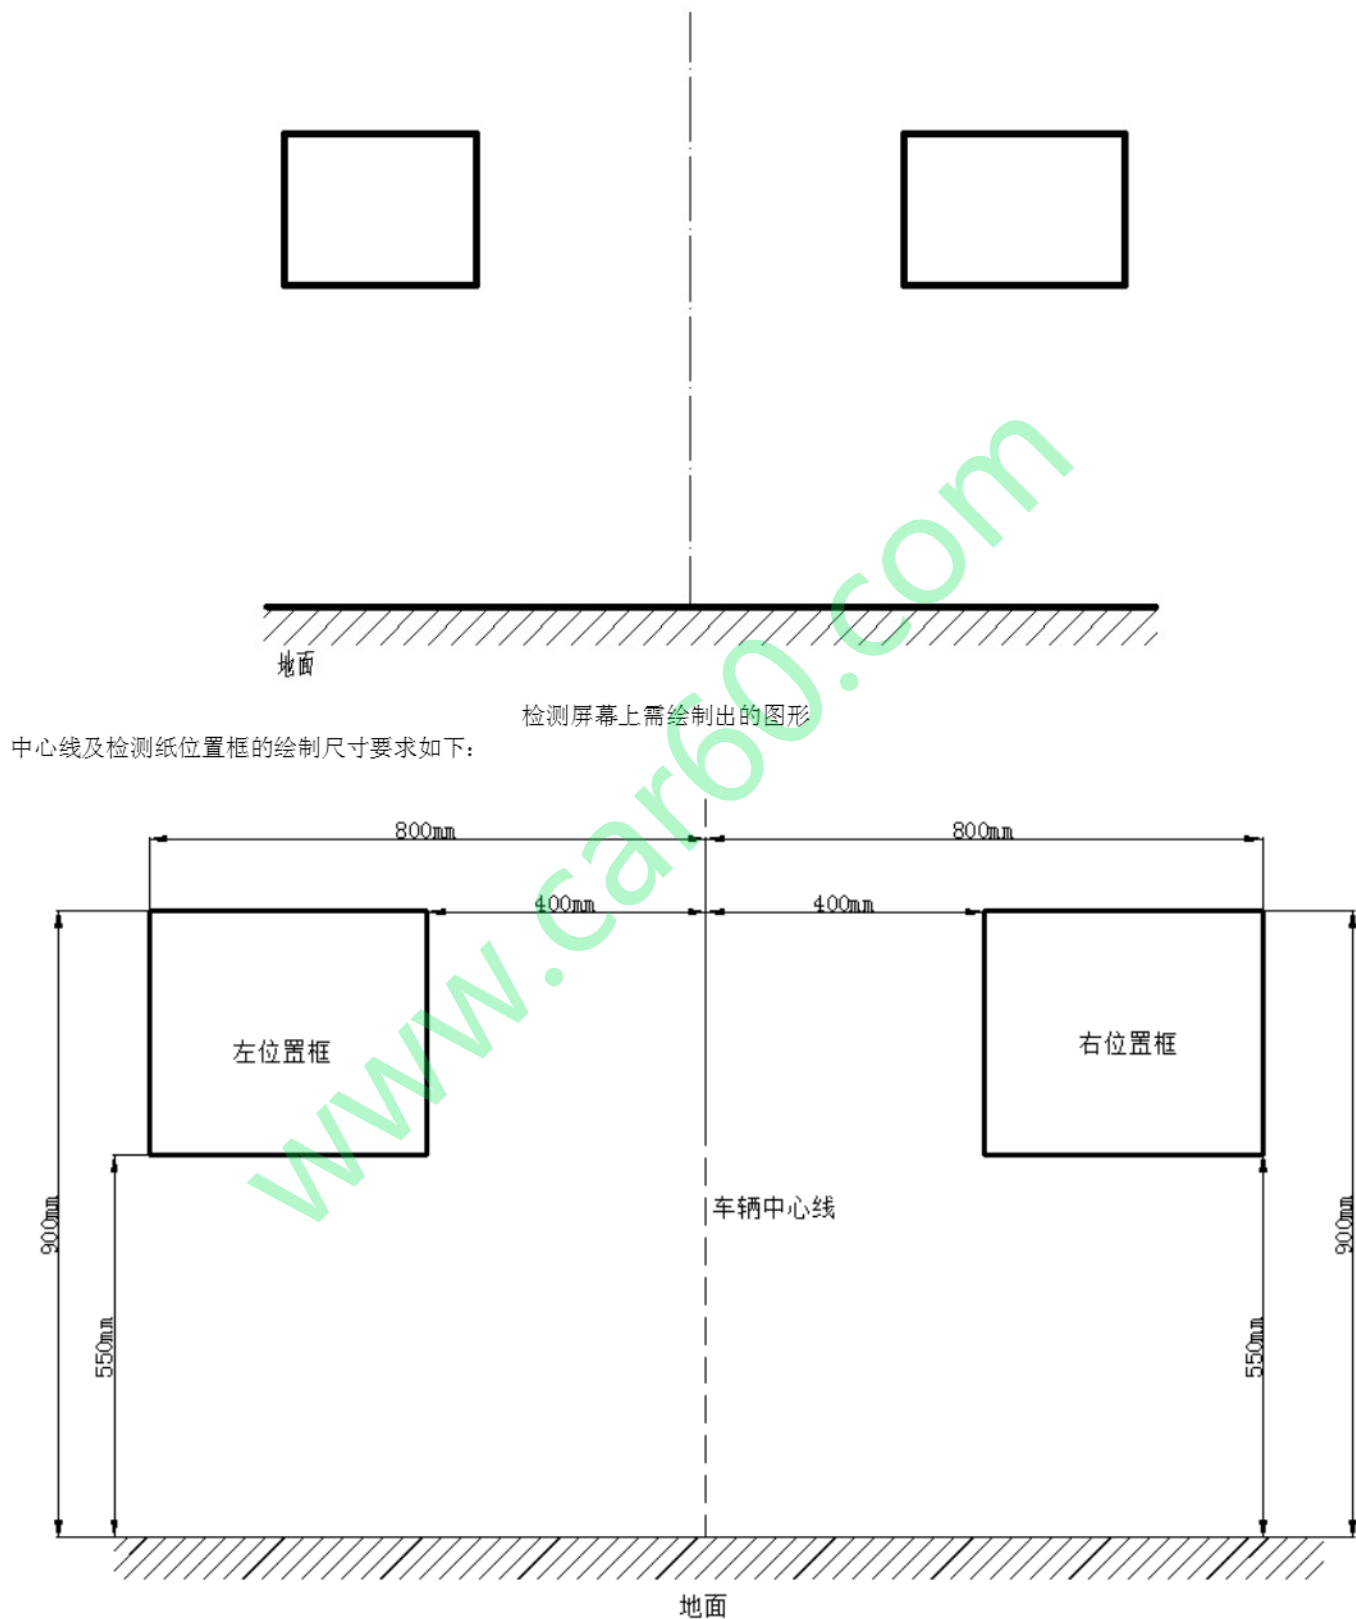 地面
检测屏幕上需绘制出的图形
中心线及检测纸位置框的绘制尺寸要求如下：
800mm 800mm
400mm 400mm
左位置框 右位置框
车辆中心线
900mm 900mm
550mm 550mm
地面
www.car60.com